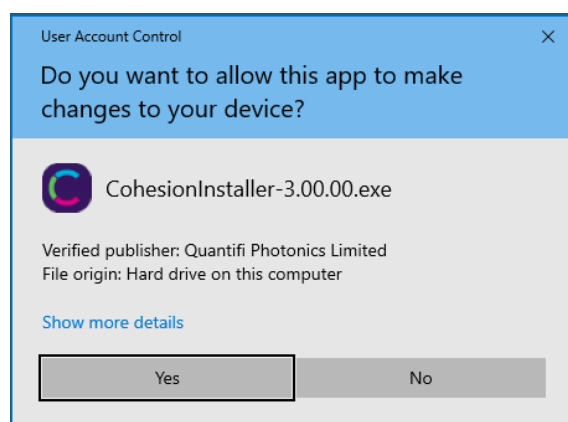 User Account Control
Do you want to allow this app to make
changes to your device?
CohesionInstaller-3.00.00.exe
Verified publisher: Quantifi Photonics Limited
File origin: Hard drive on this computer
Show more details
Yes
No